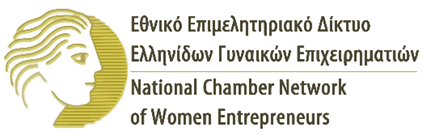 Εθνικό Επιμελητηριακό Δίκτυο
Ελληνίδων Γυναικών Επιχειρηματιών
National Chamber Network
of Women Entrepreneurs